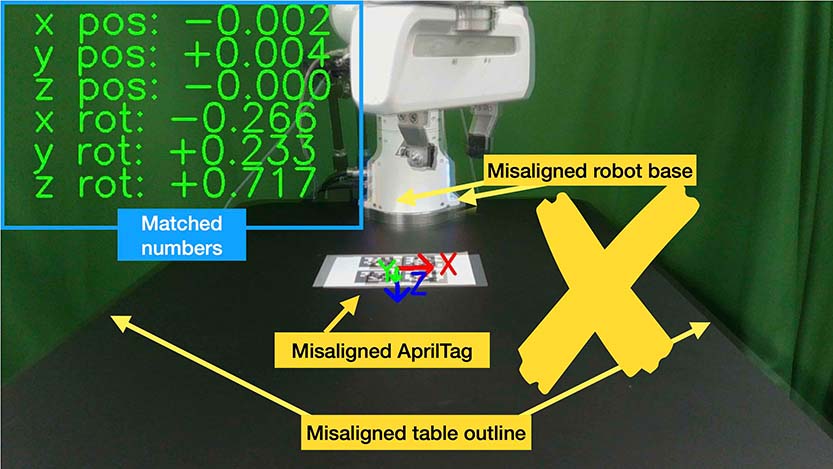 x pos: -0.002
y pos: +0.004
z pos: -0.000
x rot: -0.266
y rot: +0.233
z rot: +0.717
Matched
numbers
Misaligned robot base
X
Y
Z
Misaligned AprilTag
Misaligned table outline